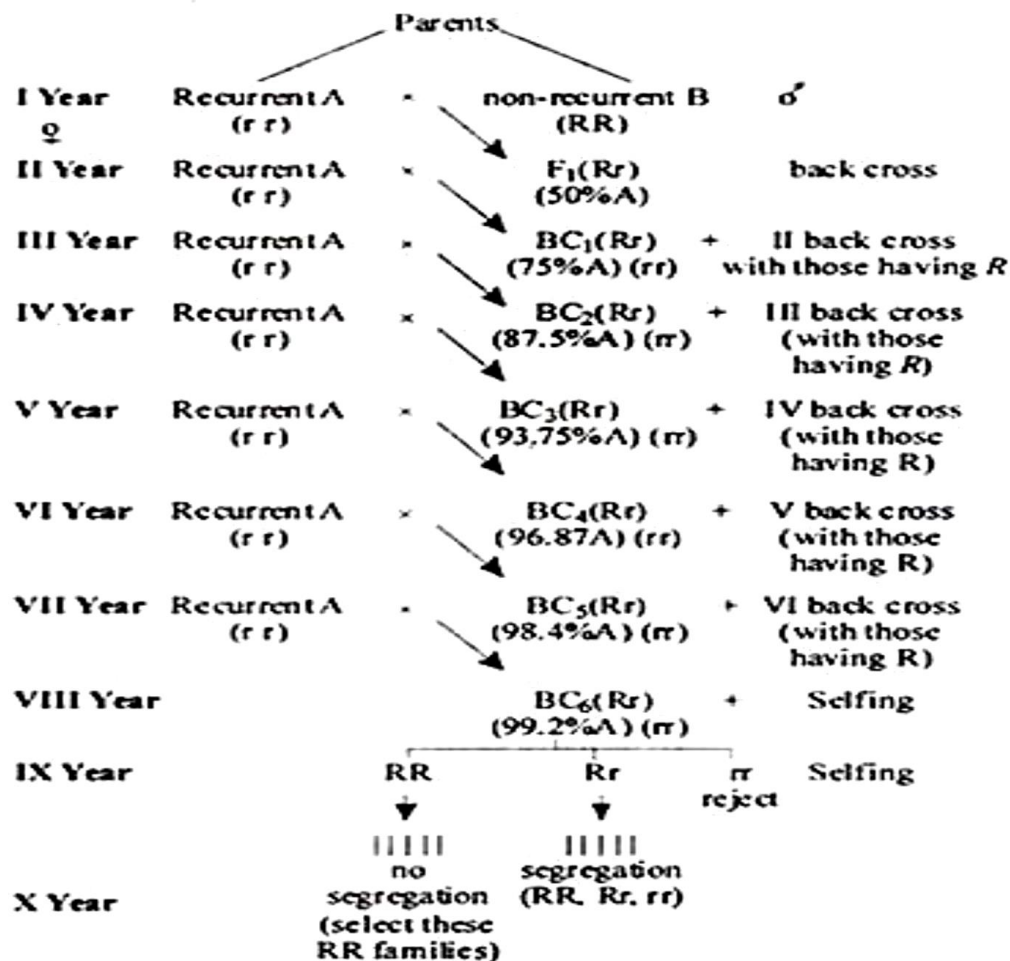 Parents
I Year Recurrent A × non-recurrent B ♂
♀ (r r) (RR)
II Year Recurrent A × F₁(Rr) back cross
(r r) (50%A)
III Year Recurrent A × BC₁(Rr) + II back cross
(r r) (75%A) (rr) with those having R
IV Year Recurrent A × BC₂(Rr) + III back cross
(r r) (87.5%A) (rr) (with those
having R)
V Year Recurrent A × BC₃(Rr) + IV back cross
(r r) (93.75%A) (rr) (with those
having R)
VI Year Recurrent A × BC₄(Rr) + V back cross
(r r) (96.87A) (rr) (with those
having R)
VII Year Recurrent A × BC₅(Rr) + VI back cross
(r r) (98.4%A) (rr) (with those
having R)
VIII Year BC₆(Rr) + Selfing
(99.2%A) (rr)
IX Year RR Rr rr Selfing
reject
no segregation
X Year segregation (RR, Rr, rr)
(select these
RR families)